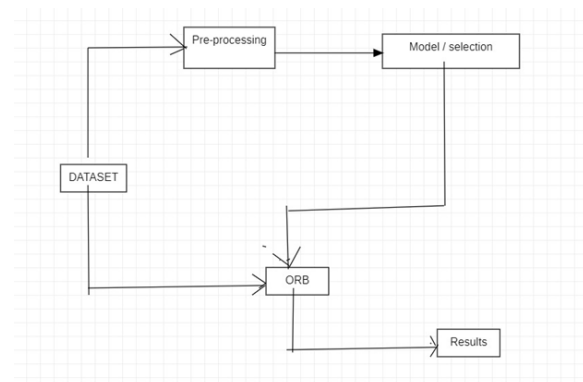 Pre-processing
Model / selection
DATASET
ORB
Results